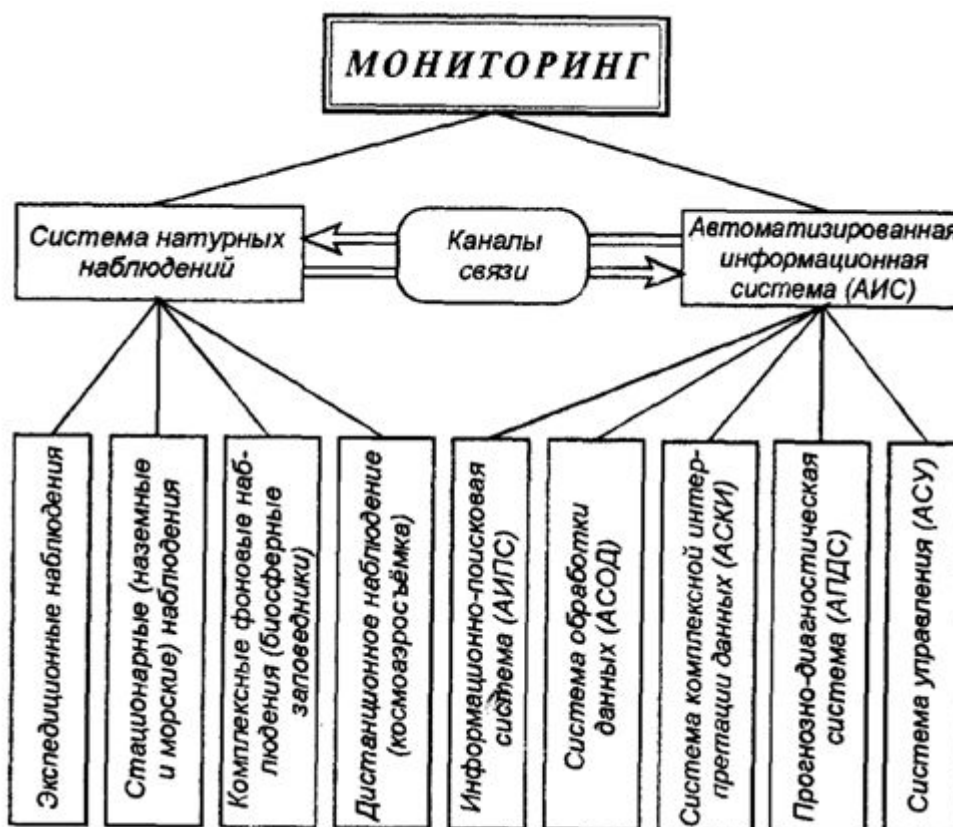 МОНИТОРИНГ
Система натурных
наблюдений
Каналы
связи
Автоматизированная
информационная
система (АИС)
Экспедиционные наблюдения
Стационарные (наземные
и морские) наблюдения
Комплексные фоновые наб-
людения (биосферные
заповедники)
Дистанционное наблюдение
(космоаэросъёмка)
Информационно-поисковая
система (АИПС)
Система обработки
данных (АСОД)
Система комплексной интер-
претации данных (АСКИ)
Прогнозно-диагностическая
система (АПДС)
Система управления (АСУ)